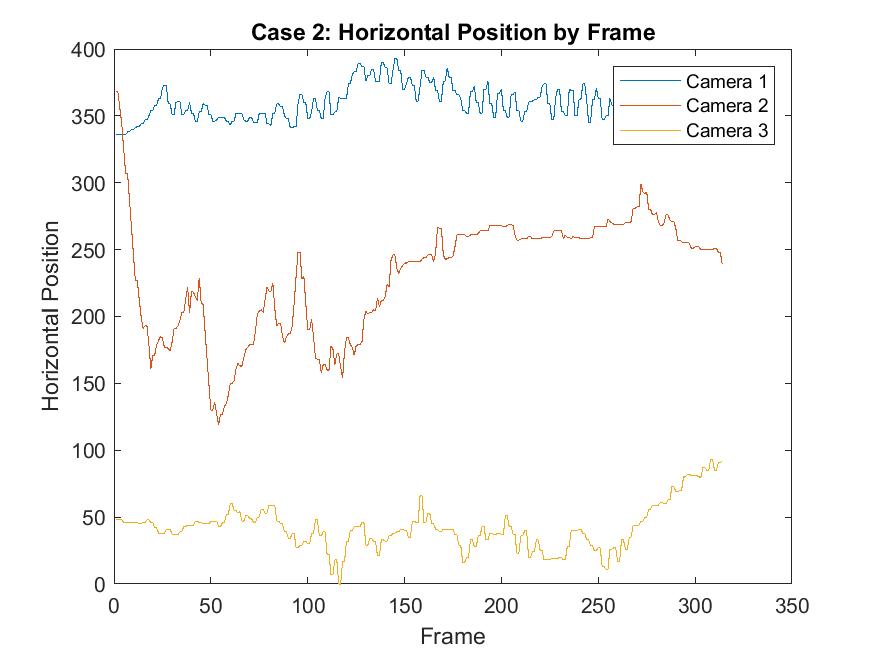 Case 2: Horizontal Position by Frame
400
350
300
250
200
150
100
50
0
Horizontal Position
Camera 1
Camera 2
Camera 3
0 50 100 150 200 250 300 350
Frame